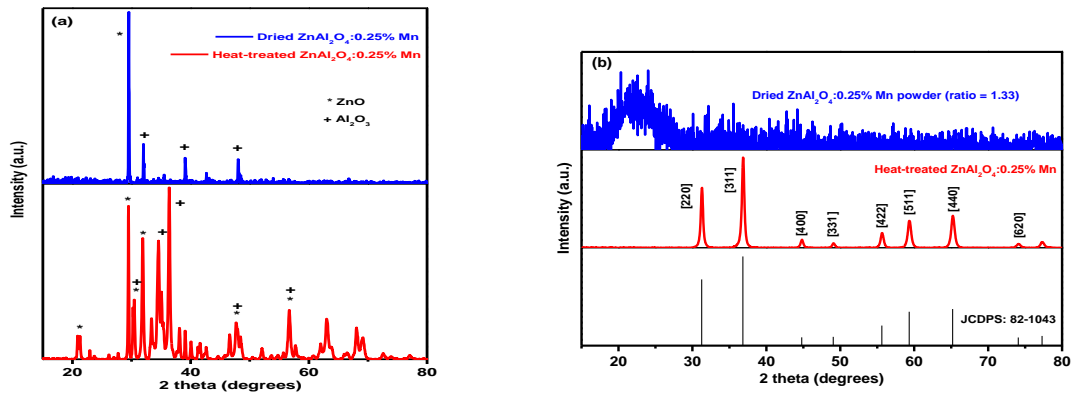 (a)
Dried ZnAl₂O₄:0.25% Mn
Heat-treated ZnAl₂O₄:0.25% Mn
* ZnO
+ Al₂O₃
*
+
+
+
*
+
*
*
+
+
*
+
*
+
*
Intensity (a.u.)
20 40 60 80
2 theta (degrees)
(b)
Dried ZnAl₂O₄:0.25% Mn powder (ratio = 1.33)
Heat-treated ZnAl₂O₄:0.25% Mn
[220]
[311]
[400]
[331]
[422]
[511]
[440]
[620]
JCDPS: 82-1043
Intensity (a.u.)
20 30 40 50 60 70 80
2 theta (degrees)